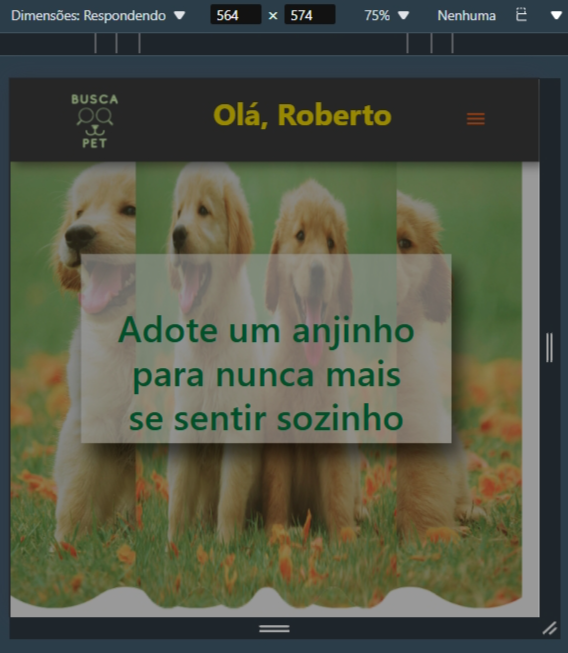 Dimensões: Respondendo 564 × 574 75% Nenhuma
BUSCA
PET
Olá, Roberto
Adote um anjinho
para nunca mais
se sentir sozinho